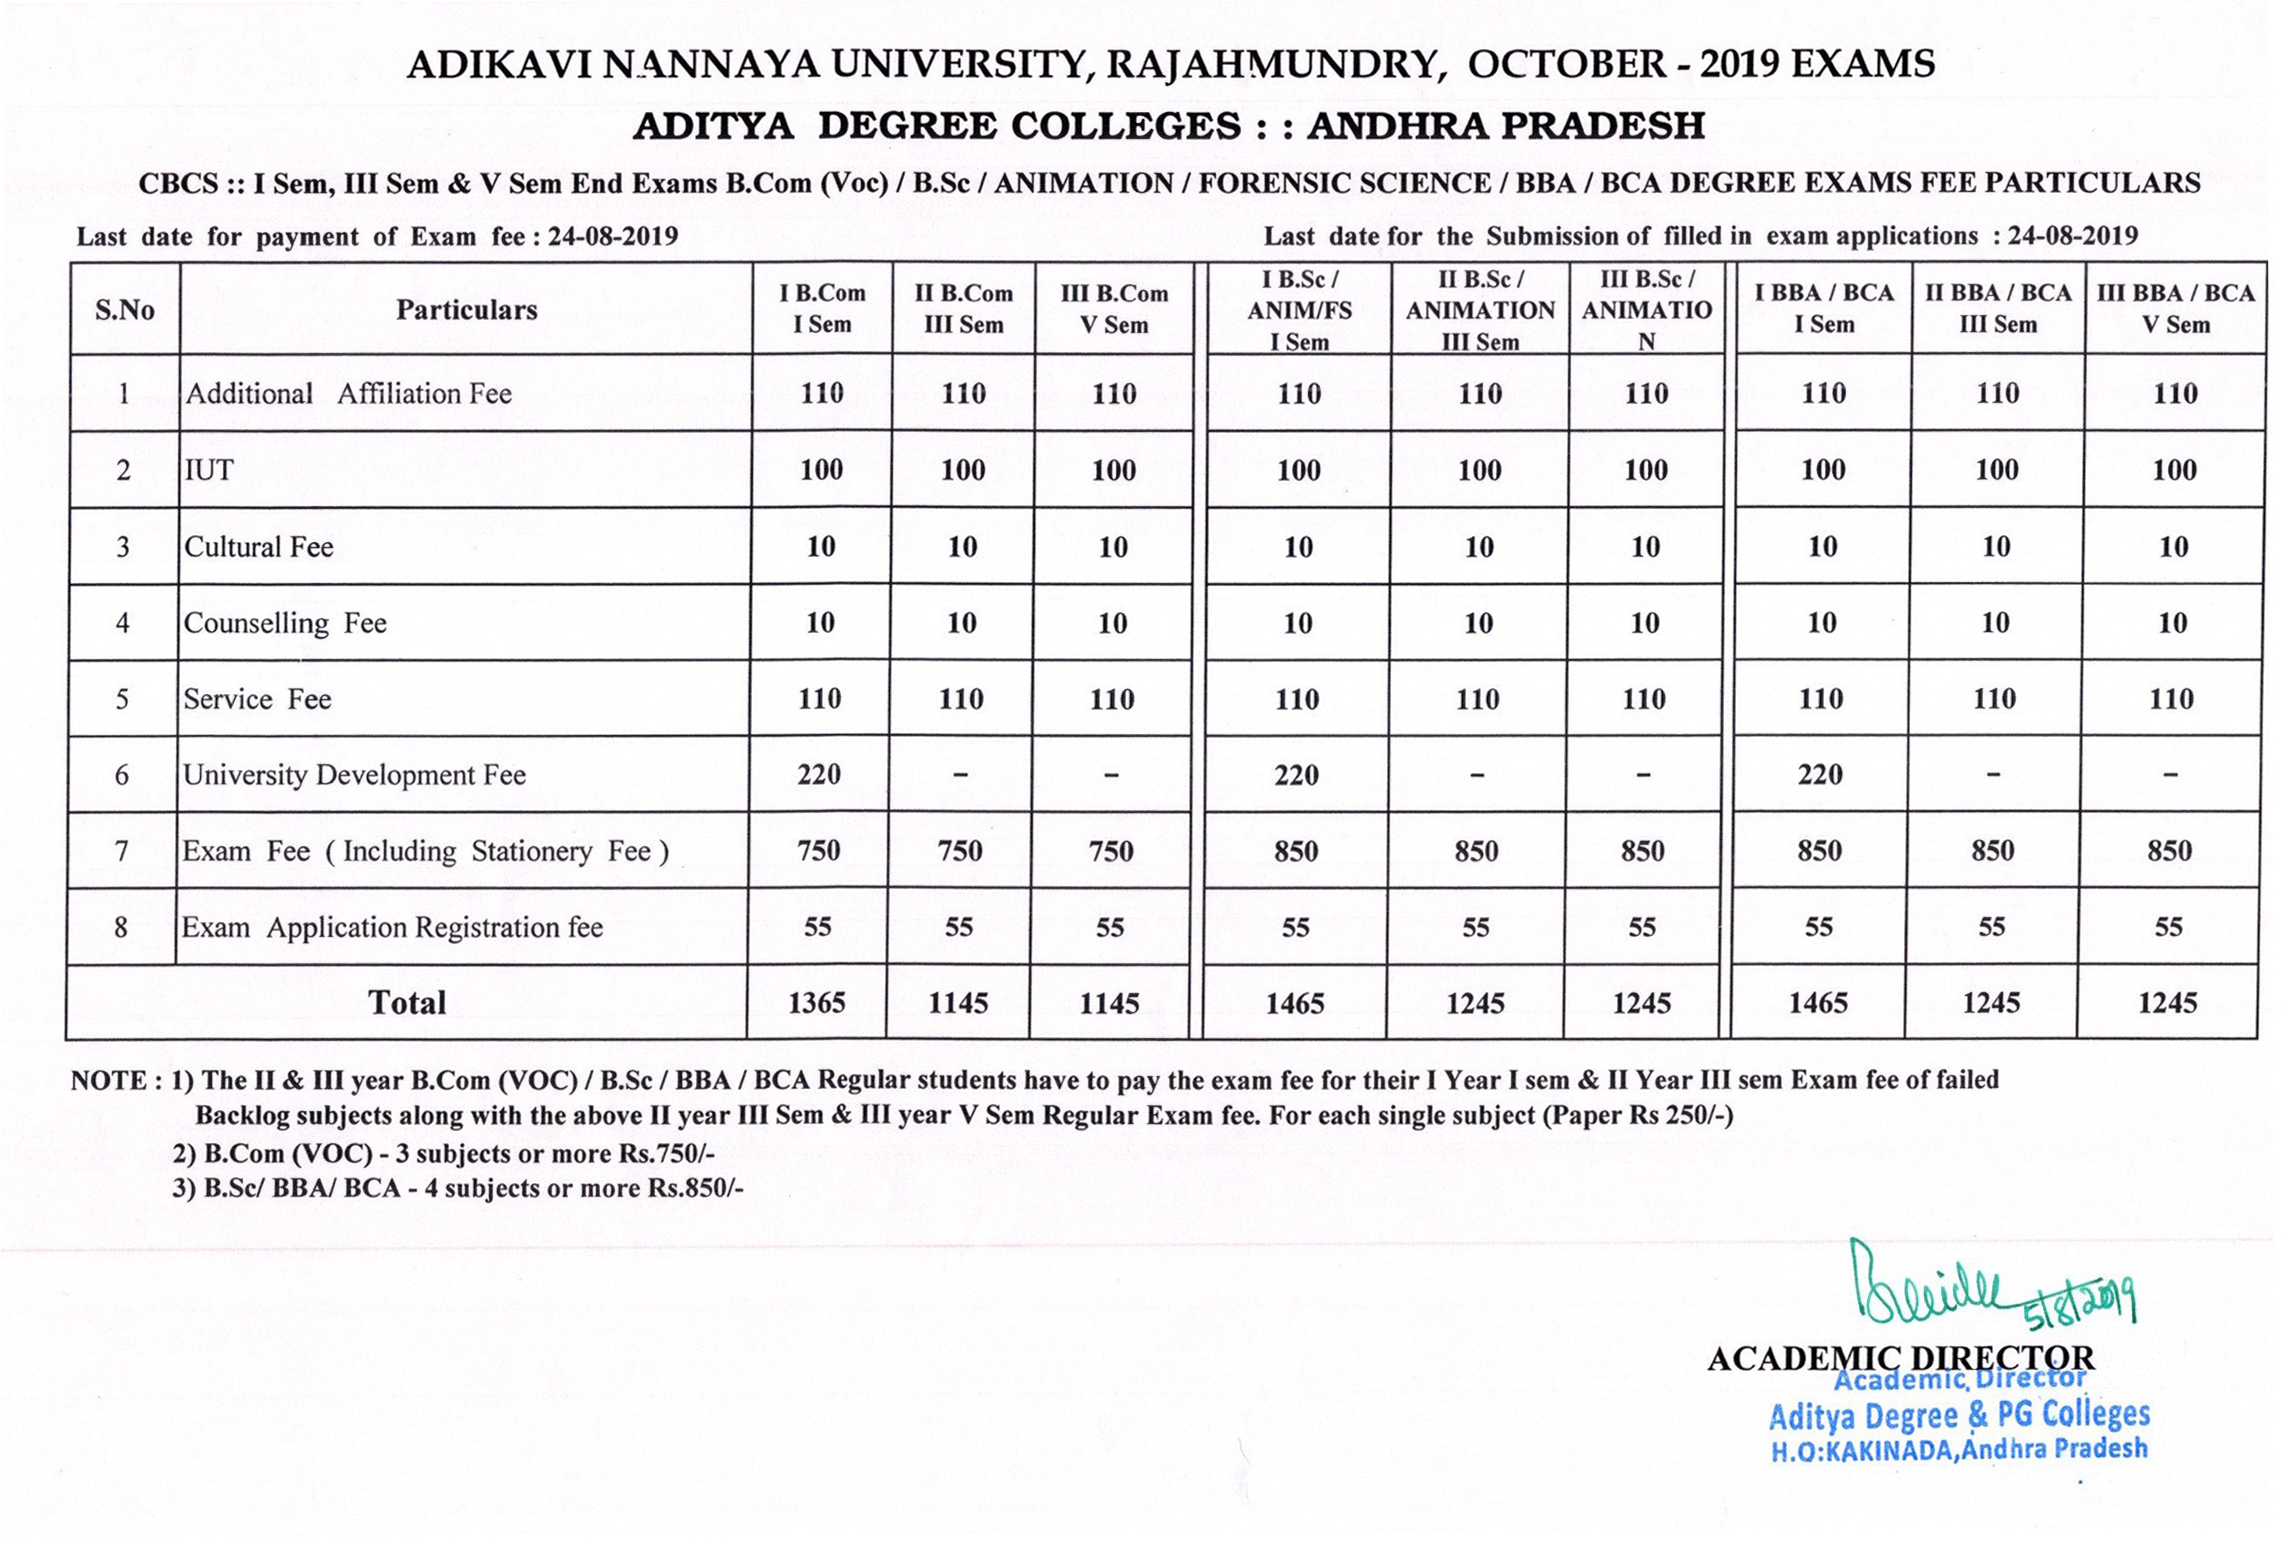 ADIKAVI NANNAYA UNIVERSITY, RAJAHMUNDRY, OCTOBER - 2019 EXAMS
ADITYA DEGREE COLLEGES : : ANDHRA PRADESH
CBCS :: I Sem, III Sem & V Sem End Exams B.Com (Voc) / B.Sc / ANIMATION / FORENSIC SCIENCE / BBA / BCA DEGREE EXAMS FEE PARTICULARS
Last date for payment of Exam fee : 24-08-2019 Last date for the Submission of filled in exam applications : 24-08-2019
S.No Particulars I B.Com I Sem II B.Com III Sem III B.Com V Sem I B.Sc / ANIM/FS I Sem II B.Sc / ANIMATION III Sem III B.Sc / ANIMATIO N I BBA / BCA I Sem II BBA / BCA III Sem III BBA / BCA V Sem
1 Additional Affiliation Fee 110 110 110 110 110 110 110 110 110
2 IUT 100 100 100 100 100 100 100 100 100
3 Cultural Fee 10 10 10 10 10 10 10 10 10
4 Counselling Fee 10 10 10 10 10 10 10 10 10
5 Service Fee 110 110 110 110 110 110 110 110 110
6 University Development Fee 220 – – 220 – – 220 – –
7 Exam Fee ( Including Stationery Fee ) 750 750 750 850 850 850 850 850 850
8 Exam Application Registration fee 55 55 55 55 55 55 55 55 55
Total 1365 1145 1145 1465 1245 1245 1465 1245 1245
NOTE : 1) The II & III year B.Com (VOC) / B.Sc / BBA / BCA Regular students have to pay the exam fee for their I Year I sem & II Year III sem Exam fee of failed
Backlog subjects along with the above II year III Sem & III year V Sem Regular Exam fee. For each single subject (Paper Rs 250/-)
2) B.Com (VOC) - 3 subjects or more Rs.750/-
3) B.Sc/ BBA/ BCA - 4 subjects or more Rs.850/-
5/8/2019
ACADEMIC DIRECTOR
Academic Director
Aditya Degree & PG Colleges
H.O:KAKINADA,Andhra Pradesh